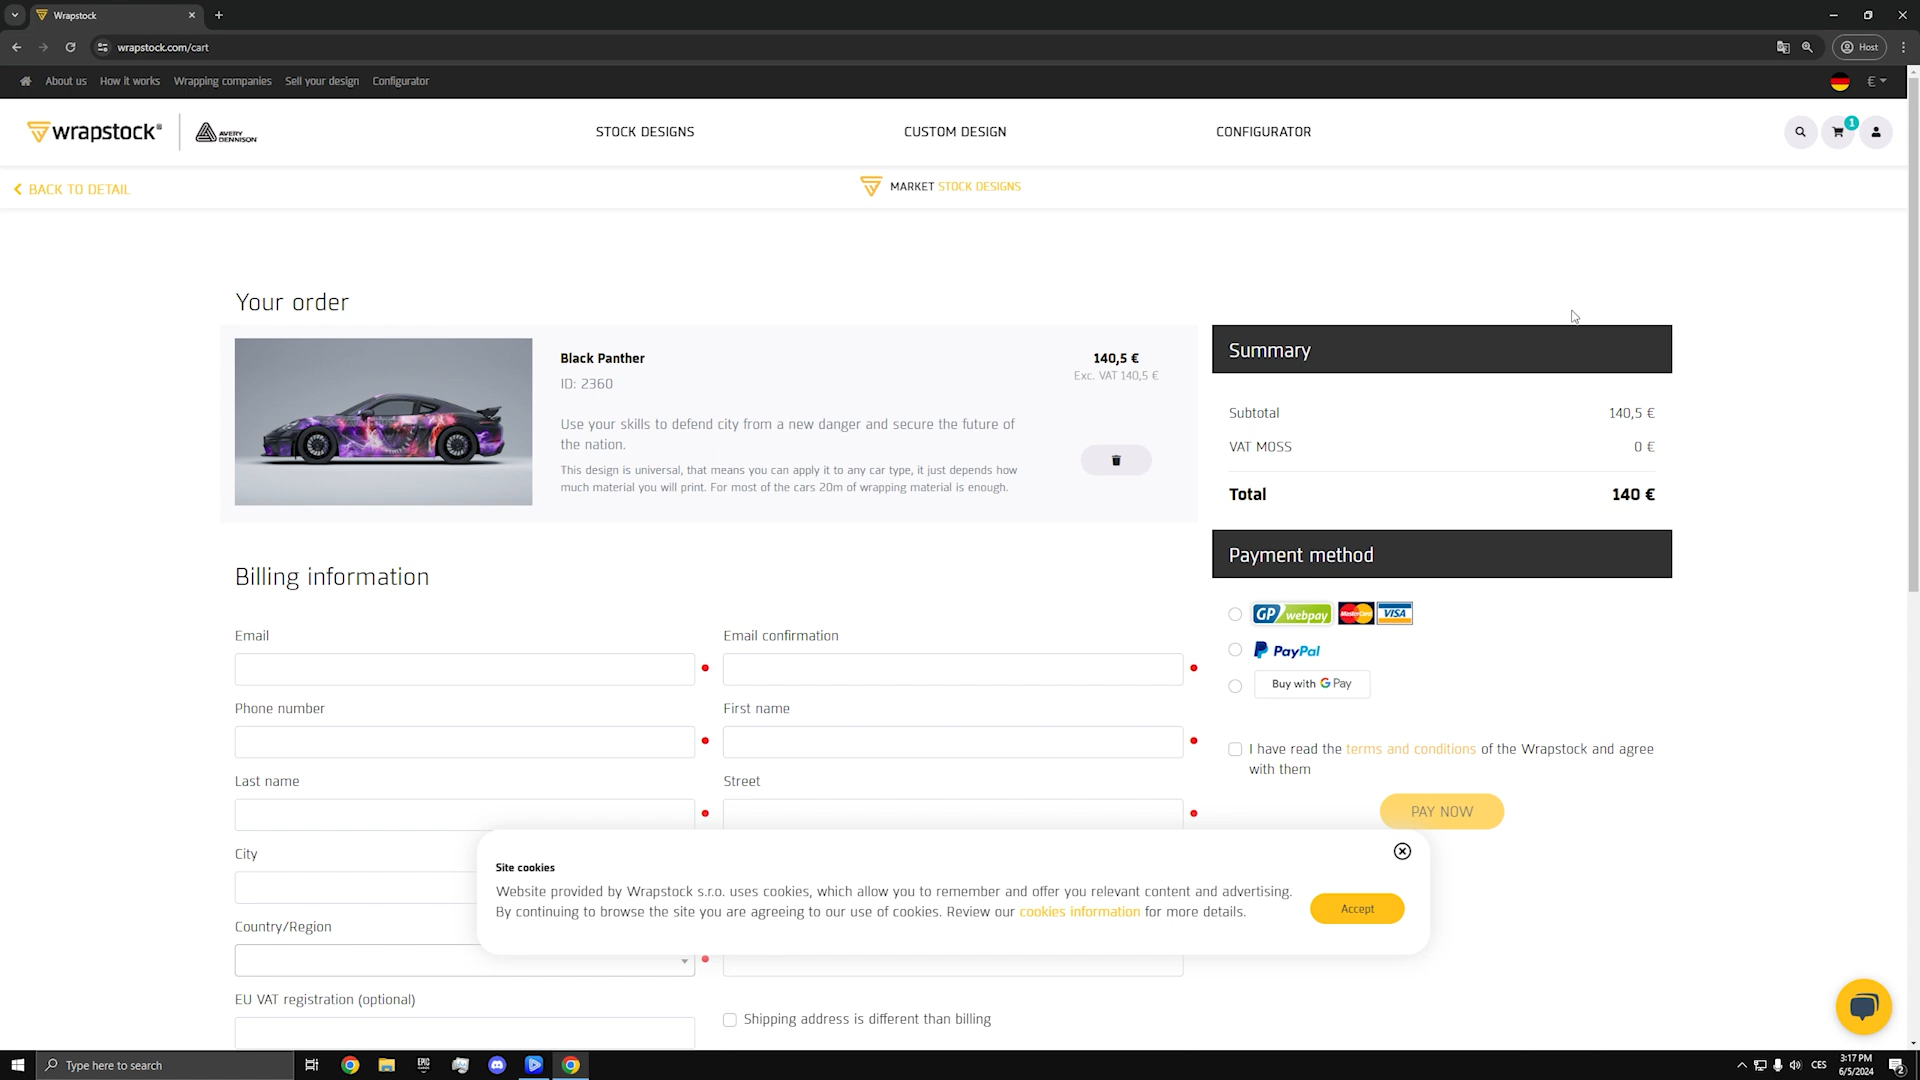 Wrapstock
wrapstock.com/cart
Host
About us How it works Wrapping companies Sell your design Configurator
€
wrapstock®
AVERY DENNISON
STOCK DESIGNS CUSTOM DESIGN CONFIGURATOR
1
BACK TO DETAIL
MARKET STOCK DESIGNS
Your order
Black Panther
ID: 2360
Use your skills to defend city from a new danger and secure the future of
the nation.
This design is universal, that means you can apply it to any car type, it just depends how
much material you will print. For most of the cars 20m of wrapping material is enough.
140,5 €
Exc. VAT 140,5 €
Summary
Subtotal 140,5 €
VAT MOSS 0 €
Total 140 €
Payment method
GP webpay MasterCard VISA
PayPal
Buy with G Pay
I have read the terms and conditions of the Wrapstock and agree
with them
PAY NOW
Billing information
Email Email confirmation
Phone number First name
Last name Street
City
Country/Region
EU VAT registration (optional)
Shipping address is different than billing
Site cookies
Website provided by Wrapstock s.r.o. uses cookies, which allow you to remember and offer you relevant content and advertising.
By continuing to browse the site you are agreeing to our use of cookies. Review our cookies information for more details.
Accept
Type here to search
EPIC GAMES
CES
3:17 PM
6/5/2024
2